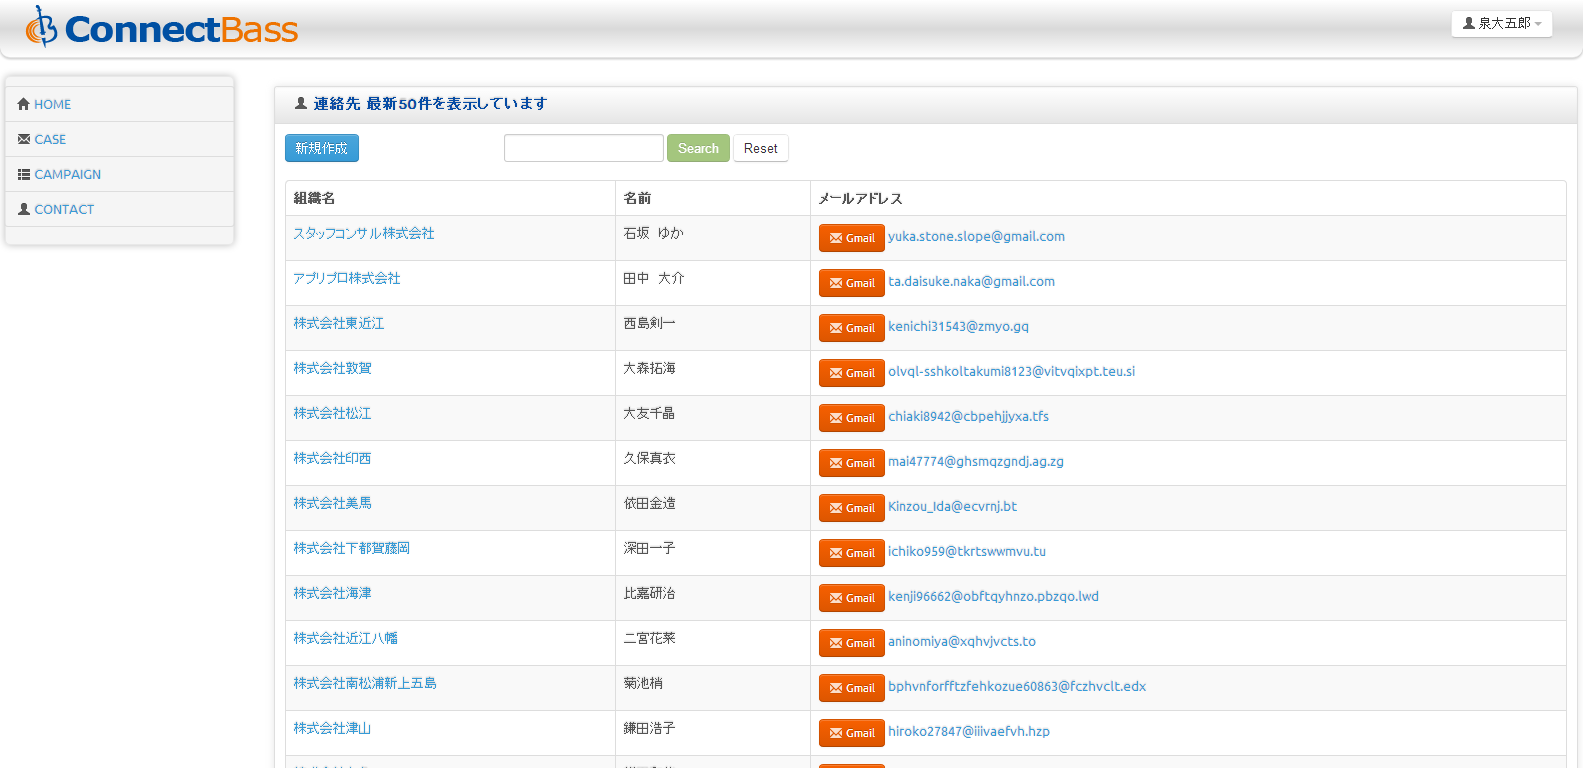 ConnectBass
泉大五郎
HOME
CASE
CAMPAIGN
CONTACT
連絡先 最新50件を表示しています
新規作成 Search Reset
組織名 名前 メールアドレス
スタッフコンサル株式会社 石坂 ゆか Gmail yuka.stone.slope@gmail.com
アプリプロ株式会社 田中 大介 Gmail ta.daisuke.naka@gmail.com
株式会社東近江 西島剣一 Gmail kenichi31543@zmyo.gq
株式会社敦賀 大森拓海 Gmail olvql-sshkoltakumi8123@vitvqixpt.teu.si
株式会社松江 大友千晶 Gmail chiaki8942@cbpehjjyxa.tfs
株式会社印西 久保真衣 Gmail mai47774@ghsmqzgndj.ag.zg
株式会社美馬 依田金造 Gmail Kinzou_Ida@ecvrnj.bt
株式会社下都賀藤岡 深田一子 Gmail ichiko959@tkrtswwmvu.tu
株式会社海津 比嘉研治 Gmail kenji96662@obftqyhnzo.pbzqo.lwd
株式会社近江八幡 二宮花菜 Gmail aninomiya@xqhvjvcts.to
株式会社南松浦新上五島 菊池梢 Gmail bphvnforfftzfehkozue60863@fczhvclt.edx
株式会社津山 鎌田浩子 Gmail hiroko27847@iiivaefvh.hzp